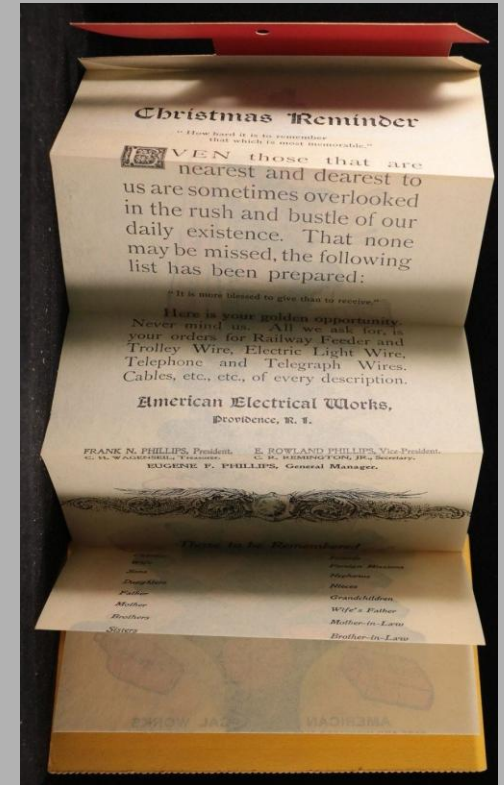 Christmas Reminder
"How hard it is to remember
that which is most memorable."
EVEN those that are
nearest and dearest to
us are sometimes overlooked
in the rush and bustle of our
daily existence. That none
may be missed, the following
list has been prepared:
"It is more blessed to give than to receive,"
Here is your golden opportunity.
Never mind us. All we ask for, is
your orders for Railway Feeder and
Trolley Wire, Electric Light Wire,
Telephone and Telegraph Wires.
Cables, etc., etc., of every description.
American Electrical Works,
Providence, R. I.
FRANK N. PHILLIPS, President. E. ROWLAND PHILLIPS, Vice-President.
C. H. WAGENSEIL, Treasurer. C. R. REMINGTON, JR., Secretary.
EUGENE F. PHILLIPS, General Manager.
Those to be Remembered
Wife
Sons
Daughters
Father
Mother
Brothers
Sisters
Friends
Foreign Missions
Nephews
Nieces
Grandchildren
Wife's Father
Mother-in-Law
Brother-in-Law
AMERICAN
WORKS